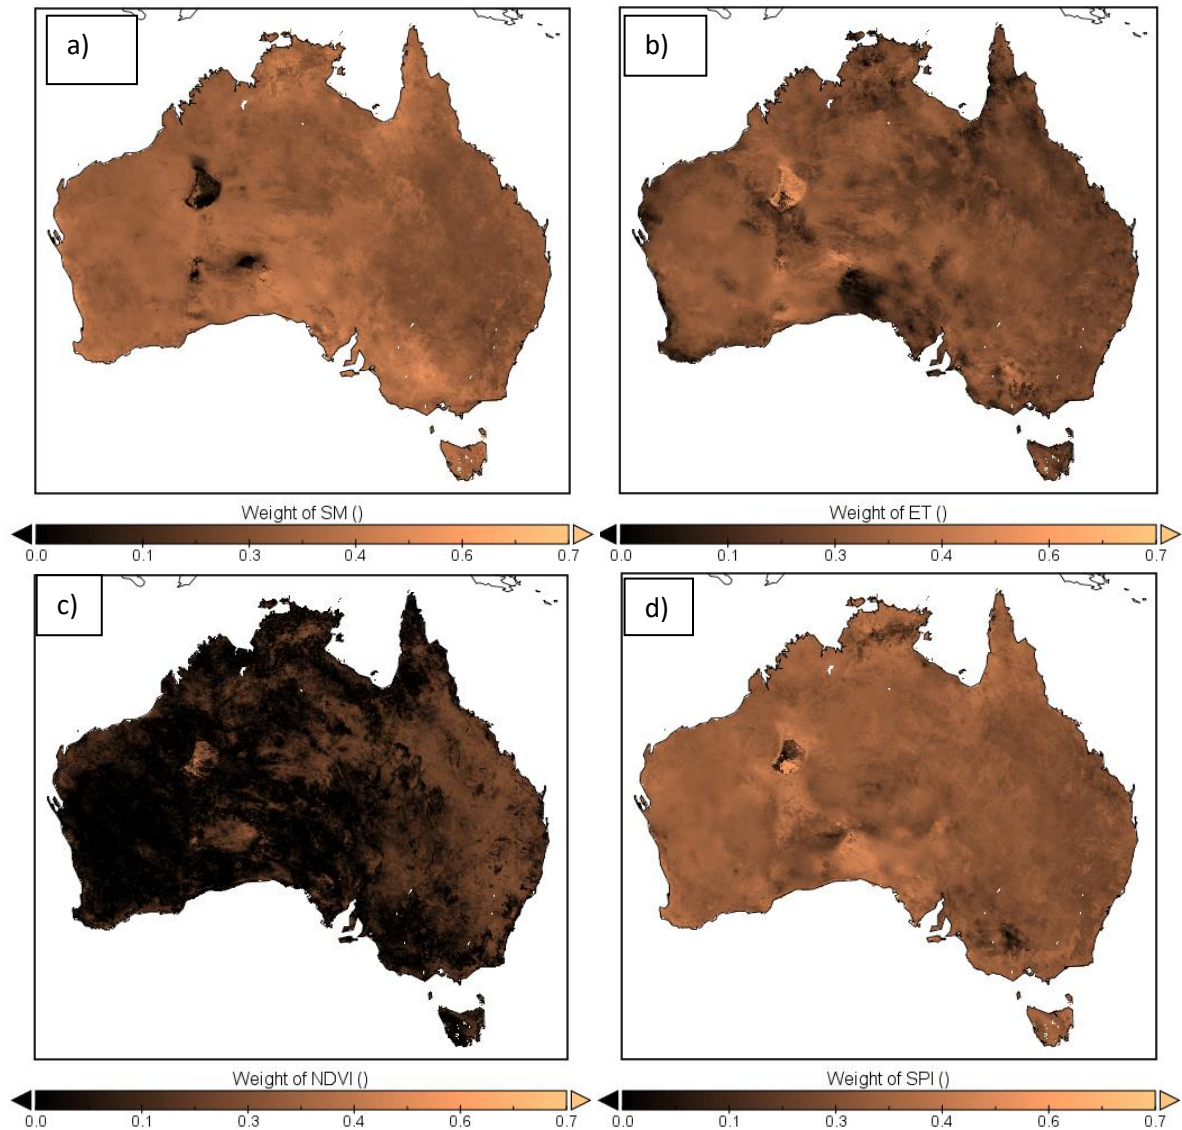 a)
b)
Weight of SM ()
0.0 0.1 0.3 0.4 0.6 0.7
Weight of ET ()
0.0 0.1 0.3 0.4 0.6 0.7
c)
d)
Weight of NDVI ()
0.0 0.1 0.3 0.4 0.6 0.7
Weight of SPI ()
0.0 0.1 0.3 0.4 0.6 0.7